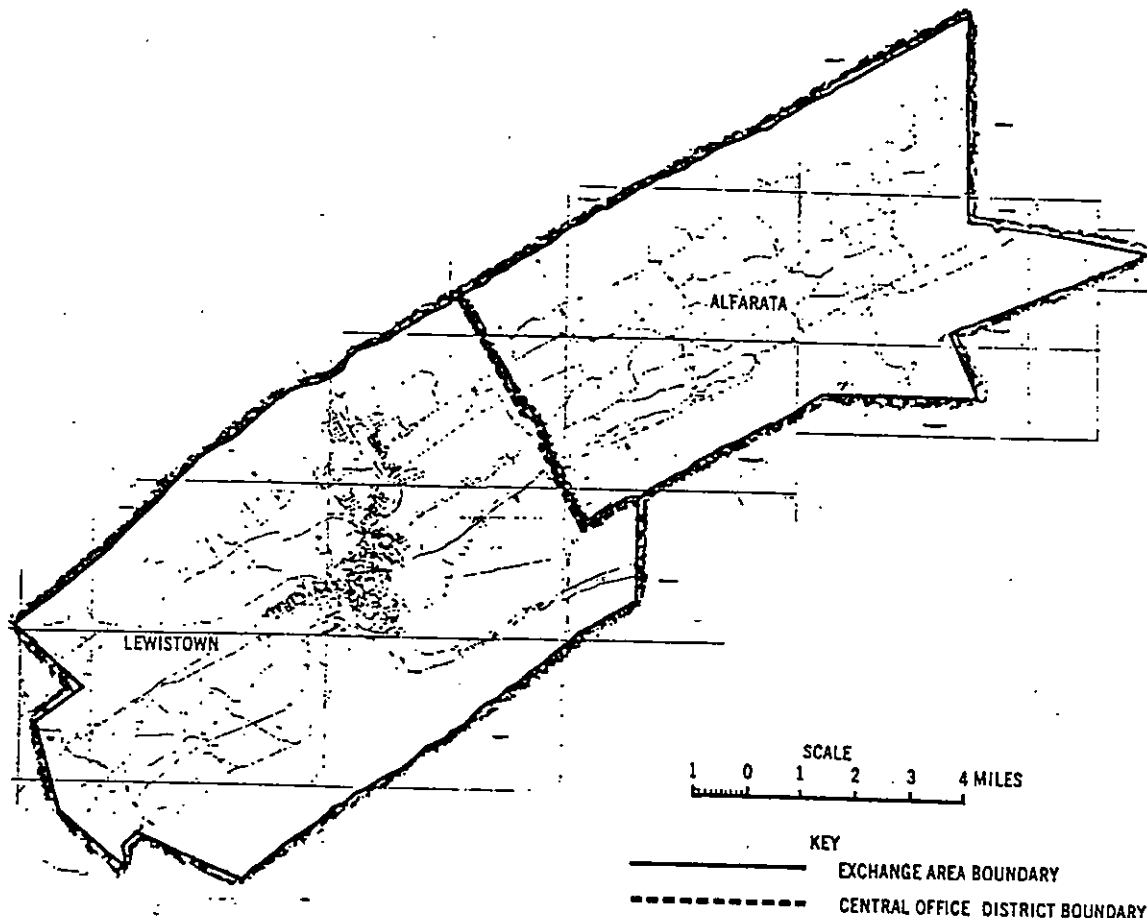 ALFARATA
LEWISTOWN
SCALE
1 0 1 2 3 4 MILES
KEY
EXCHANGE AREA BOUNDARY
CENTRAL OFFICE DISTRICT BOUNDARY